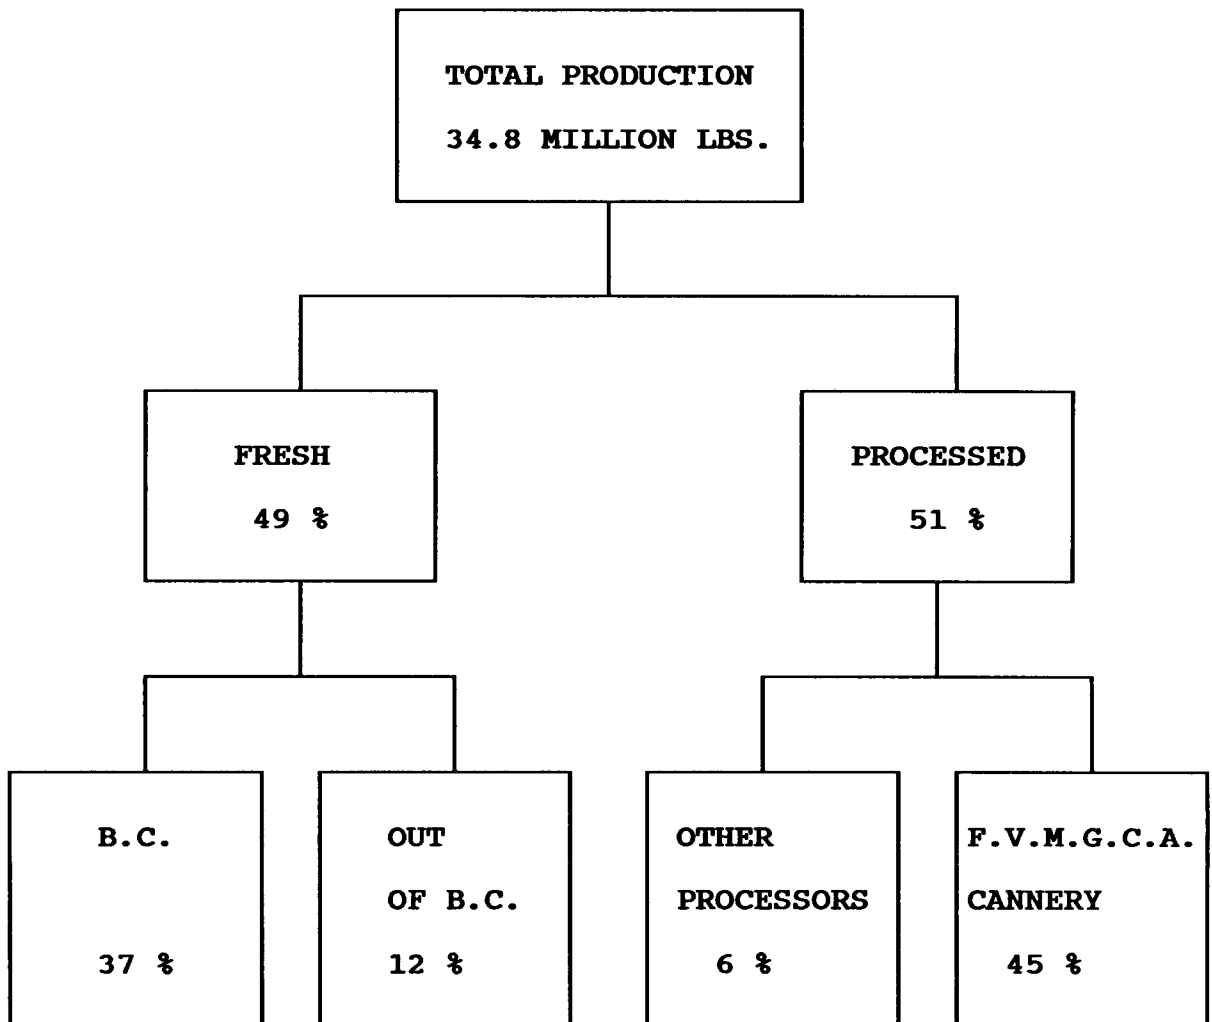 TOTAL PRODUCTION
34.8 MILLION LBS.
FRESH
49 %
PROCESSED
51 %
B.C.
37 %
OUT
OF B.C.
12 %
OTHER
PROCESSORS
6 %
F.V.M.G.C.A.
CANNERY
45 %